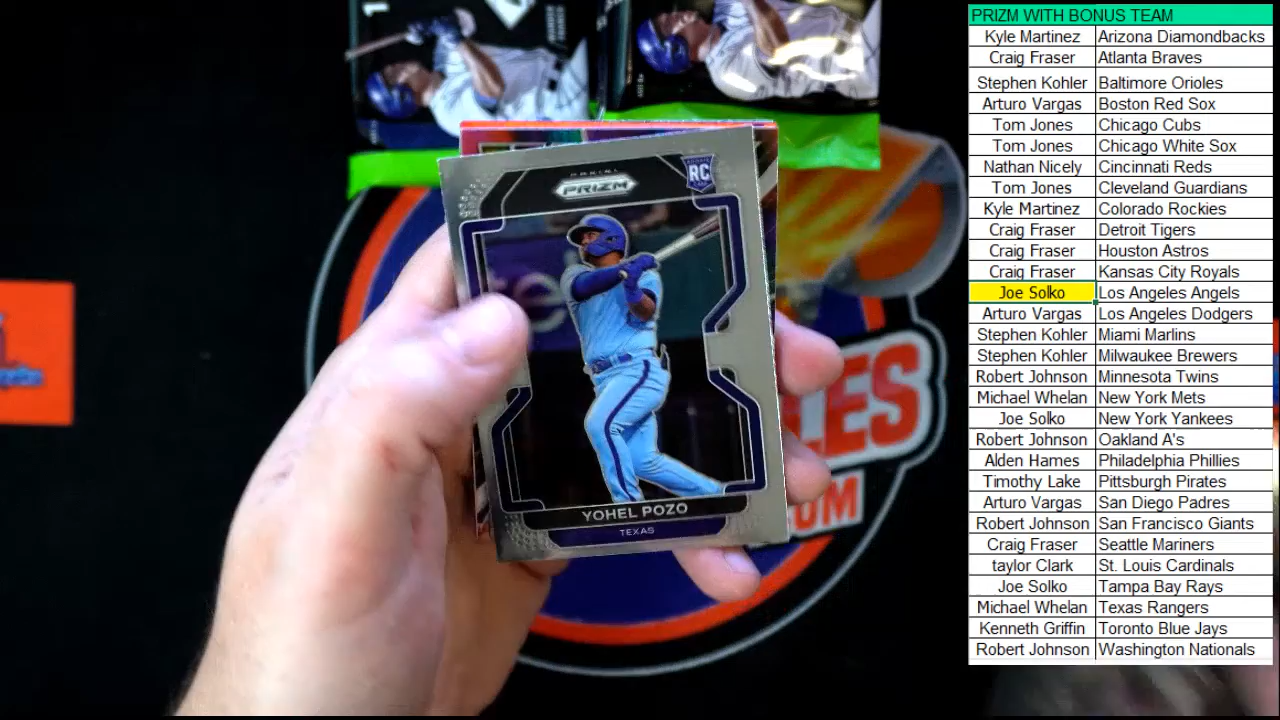 PRIZM WITH BONUS TEAM
Kyle Martinez Arizona Diamondbacks
Craig Fraser Atlanta Braves
Stephen Kohler Baltimore Orioles
Arturo Vargas Boston Red Sox
Tom Jones Chicago Cubs
Tom Jones Chicago White Sox
Nathan Nicely Cincinnati Reds
Tom Jones Cleveland Guardians
Kyle Martinez Colorado Rockies
Craig Fraser Detroit Tigers
Craig Fraser Houston Astros
Craig Fraser Kansas City Royals
Joe Solko Los Angeles Angels
Arturo Vargas Los Angeles Dodgers
Stephen Kohler Miami Marlins
Stephen Kohler Milwaukee Brewers
Robert Johnson Minnesota Twins
Michael Whelan New York Mets
Joe Solko New York Yankees
Robert Johnson Oakland A's
Alden Hames Philadelphia Phillies
Timothy Lake Pittsburgh Pirates
Arturo Vargas San Diego Padres
Robert Johnson San Francisco Giants
Craig Fraser Seattle Mariners
taylor Clark St. Louis Cardinals
Joe Solko Tampa Bay Rays
Michael Whelan Texas Rangers
Kenneth Griffin Toronto Blue Jays
Robert Johnson Washington Nationals
PANINI
PRIZM
RC
YOHEL POZO
TEXAS